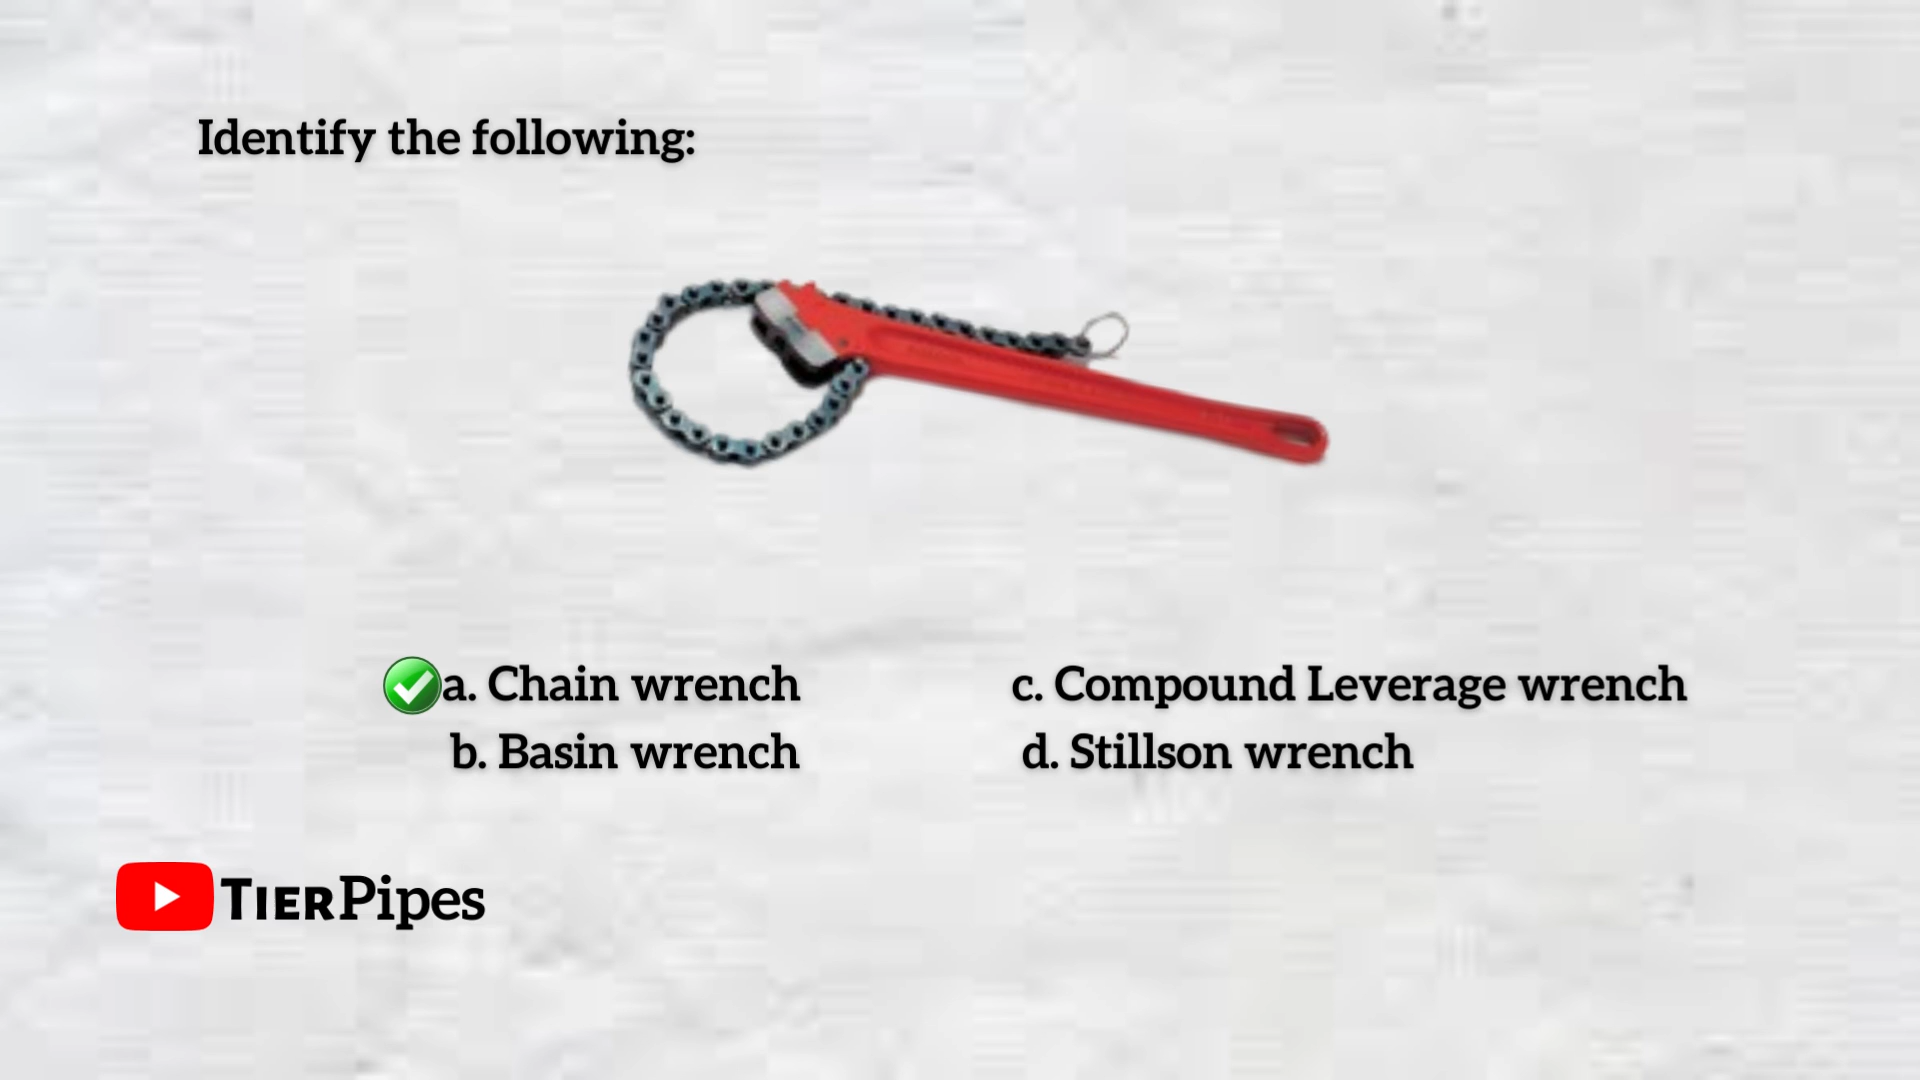 Identify the following:
a. Chain wrench
b. Basin wrench
c. Compound Leverage wrench
d. Stillson wrench
TIERPipes